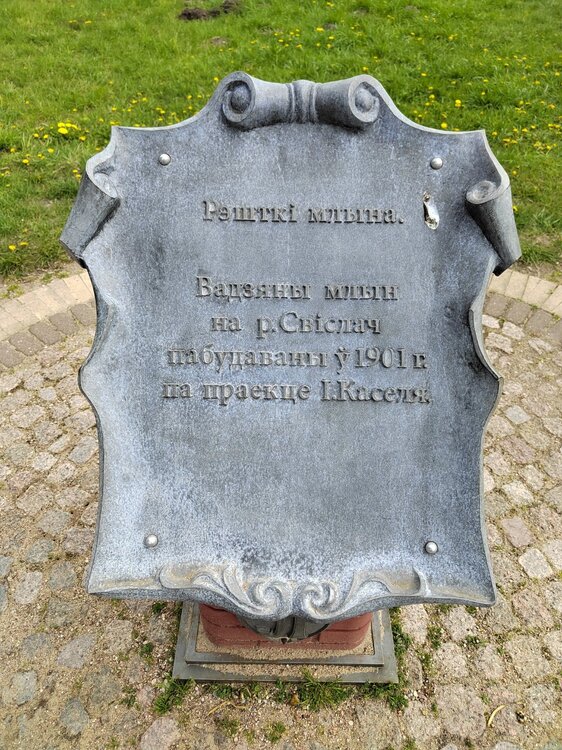 Рэшткі млына.
Вадзяны млын
на р.Свіслач
пабудаваны ў 1901 г.
па праекце І.Каселя.